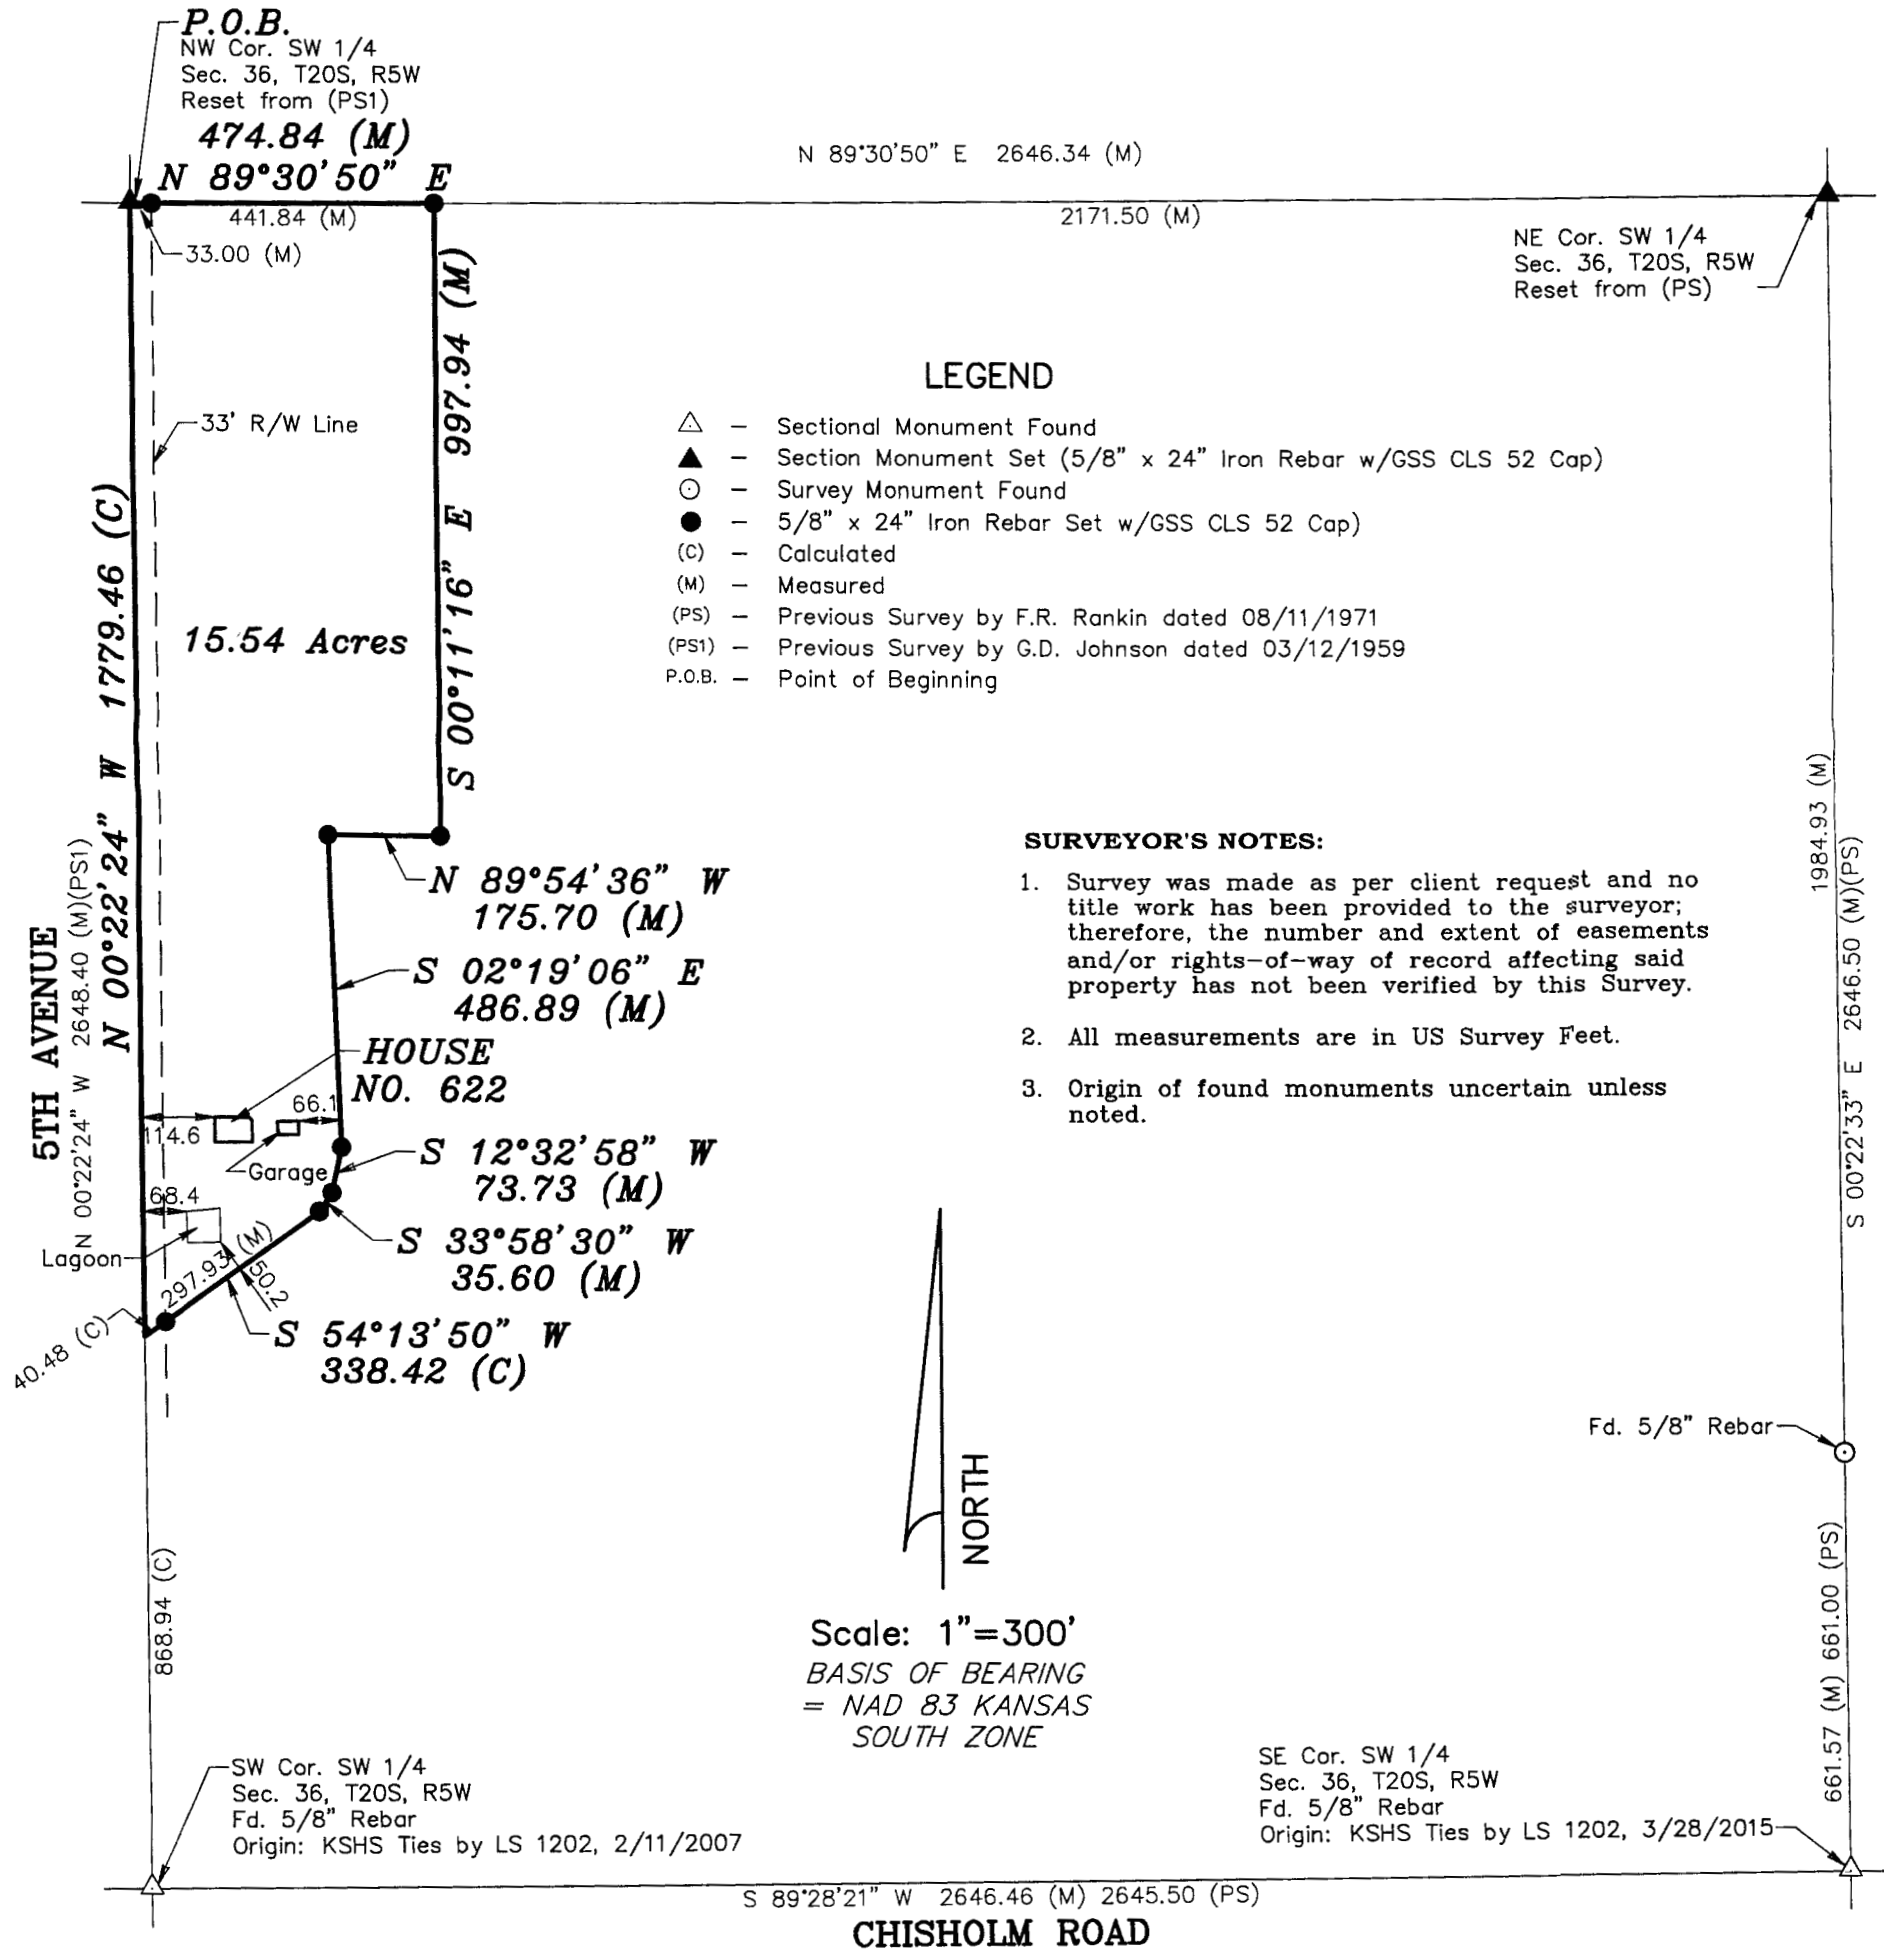 P.O.B.
NW Cor. SW 1/4
Sec. 36, T20S, R5W
Reset from (PS1)
474.84 (M)
N 89°30'50" E
441.84 (M)
33.00 (M)
N 89°30'50" E 2646.34 (M)
2171.50 (M)
NE Cor. SW 1/4
Sec. 36, T20S, R5W
Reset from (PS)
S 00°11'16" E 997.94 (M)
33' R/W Line
LEGEND
△ – Sectional Monument Found
▲ – Section Monument Set (5/8" x 24" Iron Rebar w/GSS CLS 52 Cap)
⊙ – Survey Monument Found
● – 5/8" x 24" Iron Rebar Set w/GSS CLS 52 Cap)
(C) – Calculated
(M) – Measured
(PS) – Previous Survey by F.R. Rankin dated 08/11/1971
(PS1) – Previous Survey by G.D. Johnson dated 03/12/1959
P.O.B. – Point of Beginning
15.54 Acres
N 00°22'24" W 1779.46 (C)
5TH AVENUE
N 00°22'24" W 2648.40 (M)(PS1)
N 89°54'36" W
175.70 (M)
S 02°19'06" E
486.89 (M)
HOUSE
NO. 622
66.1
114.6
Garage
68.4
Lagoon
S 12°32'58" W
73.73 (M)
S 33°58'30" W
35.60 (M)
297.93 (M)
50.2
S 54°13'50" W
338.42 (C)
40.48 (C)
868.94 (C)
SURVEYOR'S NOTES:
1. Survey was made as per client request and no
title work has been provided to the surveyor;
therefore, the number and extent of easements
and/or rights-of-way of record affecting said
property has not been verified by this Survey.
2. All measurements are in US Survey Feet.
3. Origin of found monuments uncertain unless
noted.
1984.93 (M)
S 00°22'33" E 2646.50 (M)(PS)
Fd. 5/8" Rebar
661.57 (M) 661.00 (PS)
NORTH
Scale: 1"=300'
BASIS OF BEARING
= NAD 83 KANSAS
SOUTH ZONE
SW Cor. SW 1/4
Sec. 36, T20S, R5W
Fd. 5/8" Rebar
Origin: KSHS Ties by LS 1202, 2/11/2007
SE Cor. SW 1/4
Sec. 36, T20S, R5W
Fd. 5/8" Rebar
Origin: KSHS Ties by LS 1202, 3/28/2015
S 89°28'21" W 2646.46 (M) 2645.50 (PS)
CHISHOLM ROAD